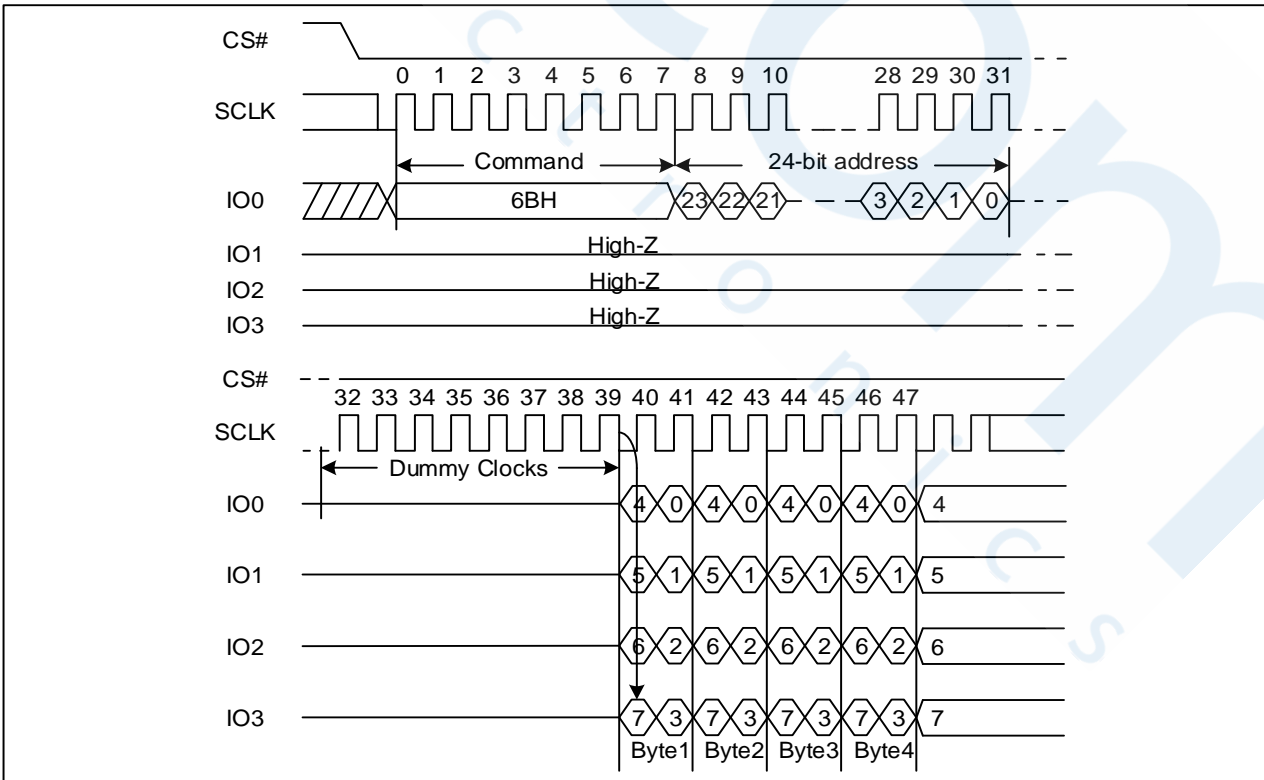 CS#
0 1 2 3 4 5 6 7 8 9 10 28 29 30 31
SCLK
Command 24-bit address
IO0 6BH 23 22 21 3 2 1 0
IO1 High-Z
IO2 High-Z
IO3 High-Z
CS#
32 33 34 35 36 37 38 39 40 41 42 43 44 45 46 47
SCLK
Dummy Clocks
IO0 4 0 4 0 4 0 4 0 4
IO1 5 1 5 1 5 1 5 1 5
IO2 6 2 6 2 6 2 6 2 6
IO3 7 3 7 3 7 3 7 3 7
Byte1 Byte2 Byte3 Byte4